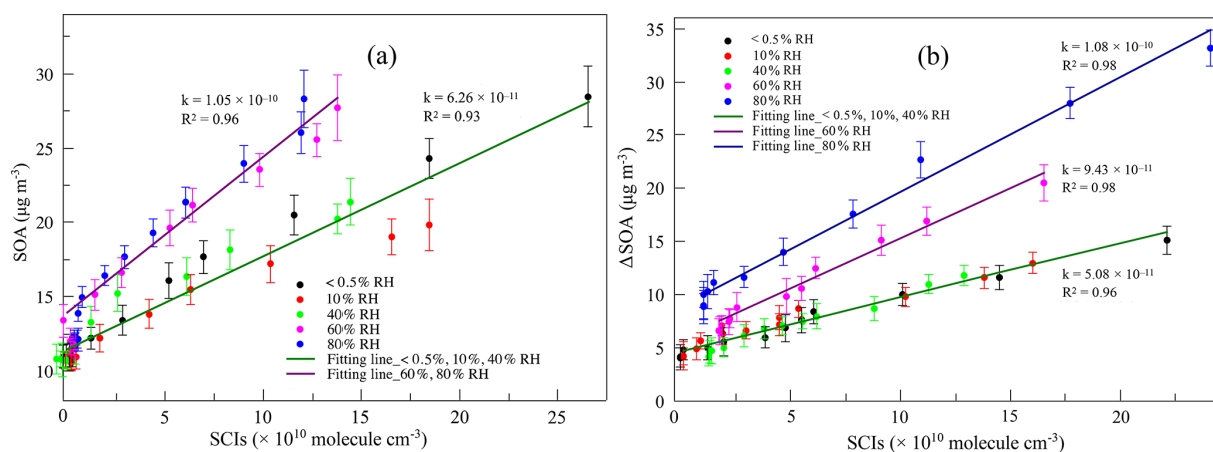 (a)
k = 1.05 × 10⁻¹⁰
R² = 0.96
k = 6.26 × 10⁻¹¹
R² = 0.93
35
30
25
20
15
10
SOA (µg m⁻³)
< 0.5% RH
10% RH
40% RH
60% RH
80% RH
Fitting line_< 0.5%, 10%, 40% RH
Fitting line_60%, 80% RH
0
5
10
15
20
25
SCIs (× 10¹⁰ molecule cm⁻³)
(b)
< 0.5% RH
10% RH
40% RH
60% RH
80% RH
Fitting line_< 0.5%, 10%, 40% RH
Fitting line_60% RH
Fitting line_80% RH
k = 1.08 × 10⁻¹⁰
R² = 0.98
k = 9.43 × 10⁻¹¹
R² = 0.98
k = 5.08 × 10⁻¹¹
R² = 0.96
35
30
25
20
15
10
5
0
ΔSOA (µg m⁻³)
0
5
10
15
20
SCIs (× 10¹⁰ molecule cm⁻³)